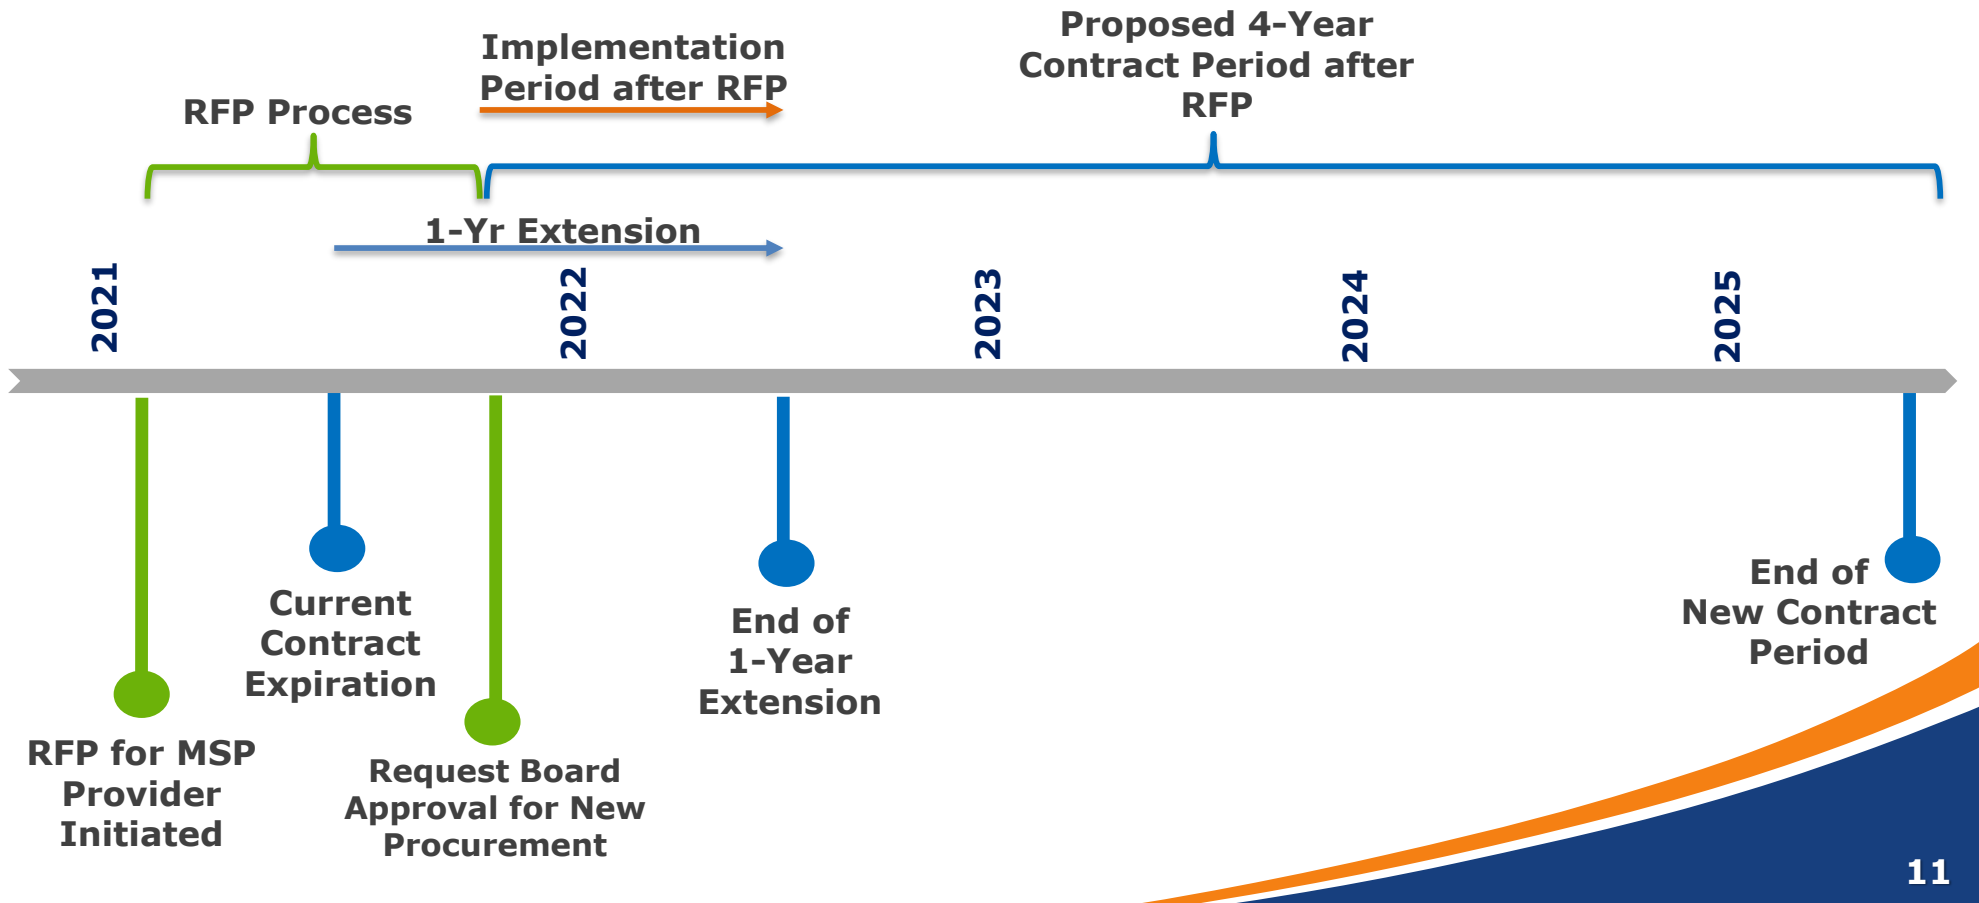 Proposed 4-Year
Contract Period after
RFP
Implementation
Period after RFP
RFP Process
1-Yr Extension
2021
2022
2023
2024
2025
Current
Contract
Expiration
End of
1-Year
Extension
End of
New Contract
Period
RFP for MSP
Provider
Initiated
Request Board
Approval for New
Procurement
11